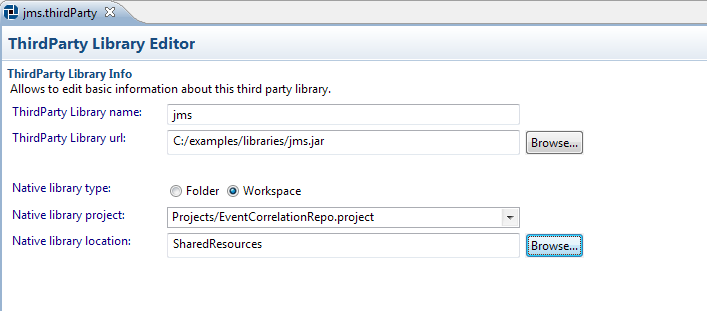 jms.thirdParty
ThirdParty Library Editor
ThirdParty Library Info
Allows to edit basic information about this third party library.
ThirdParty Library name: jms
ThirdParty Library url: C:/examples/libraries/jms.jar Browse...
Native library type: Folder Workspace
Native library project: Projects/EventCorrelationRepo.project
Native library location: SharedResources Browse...